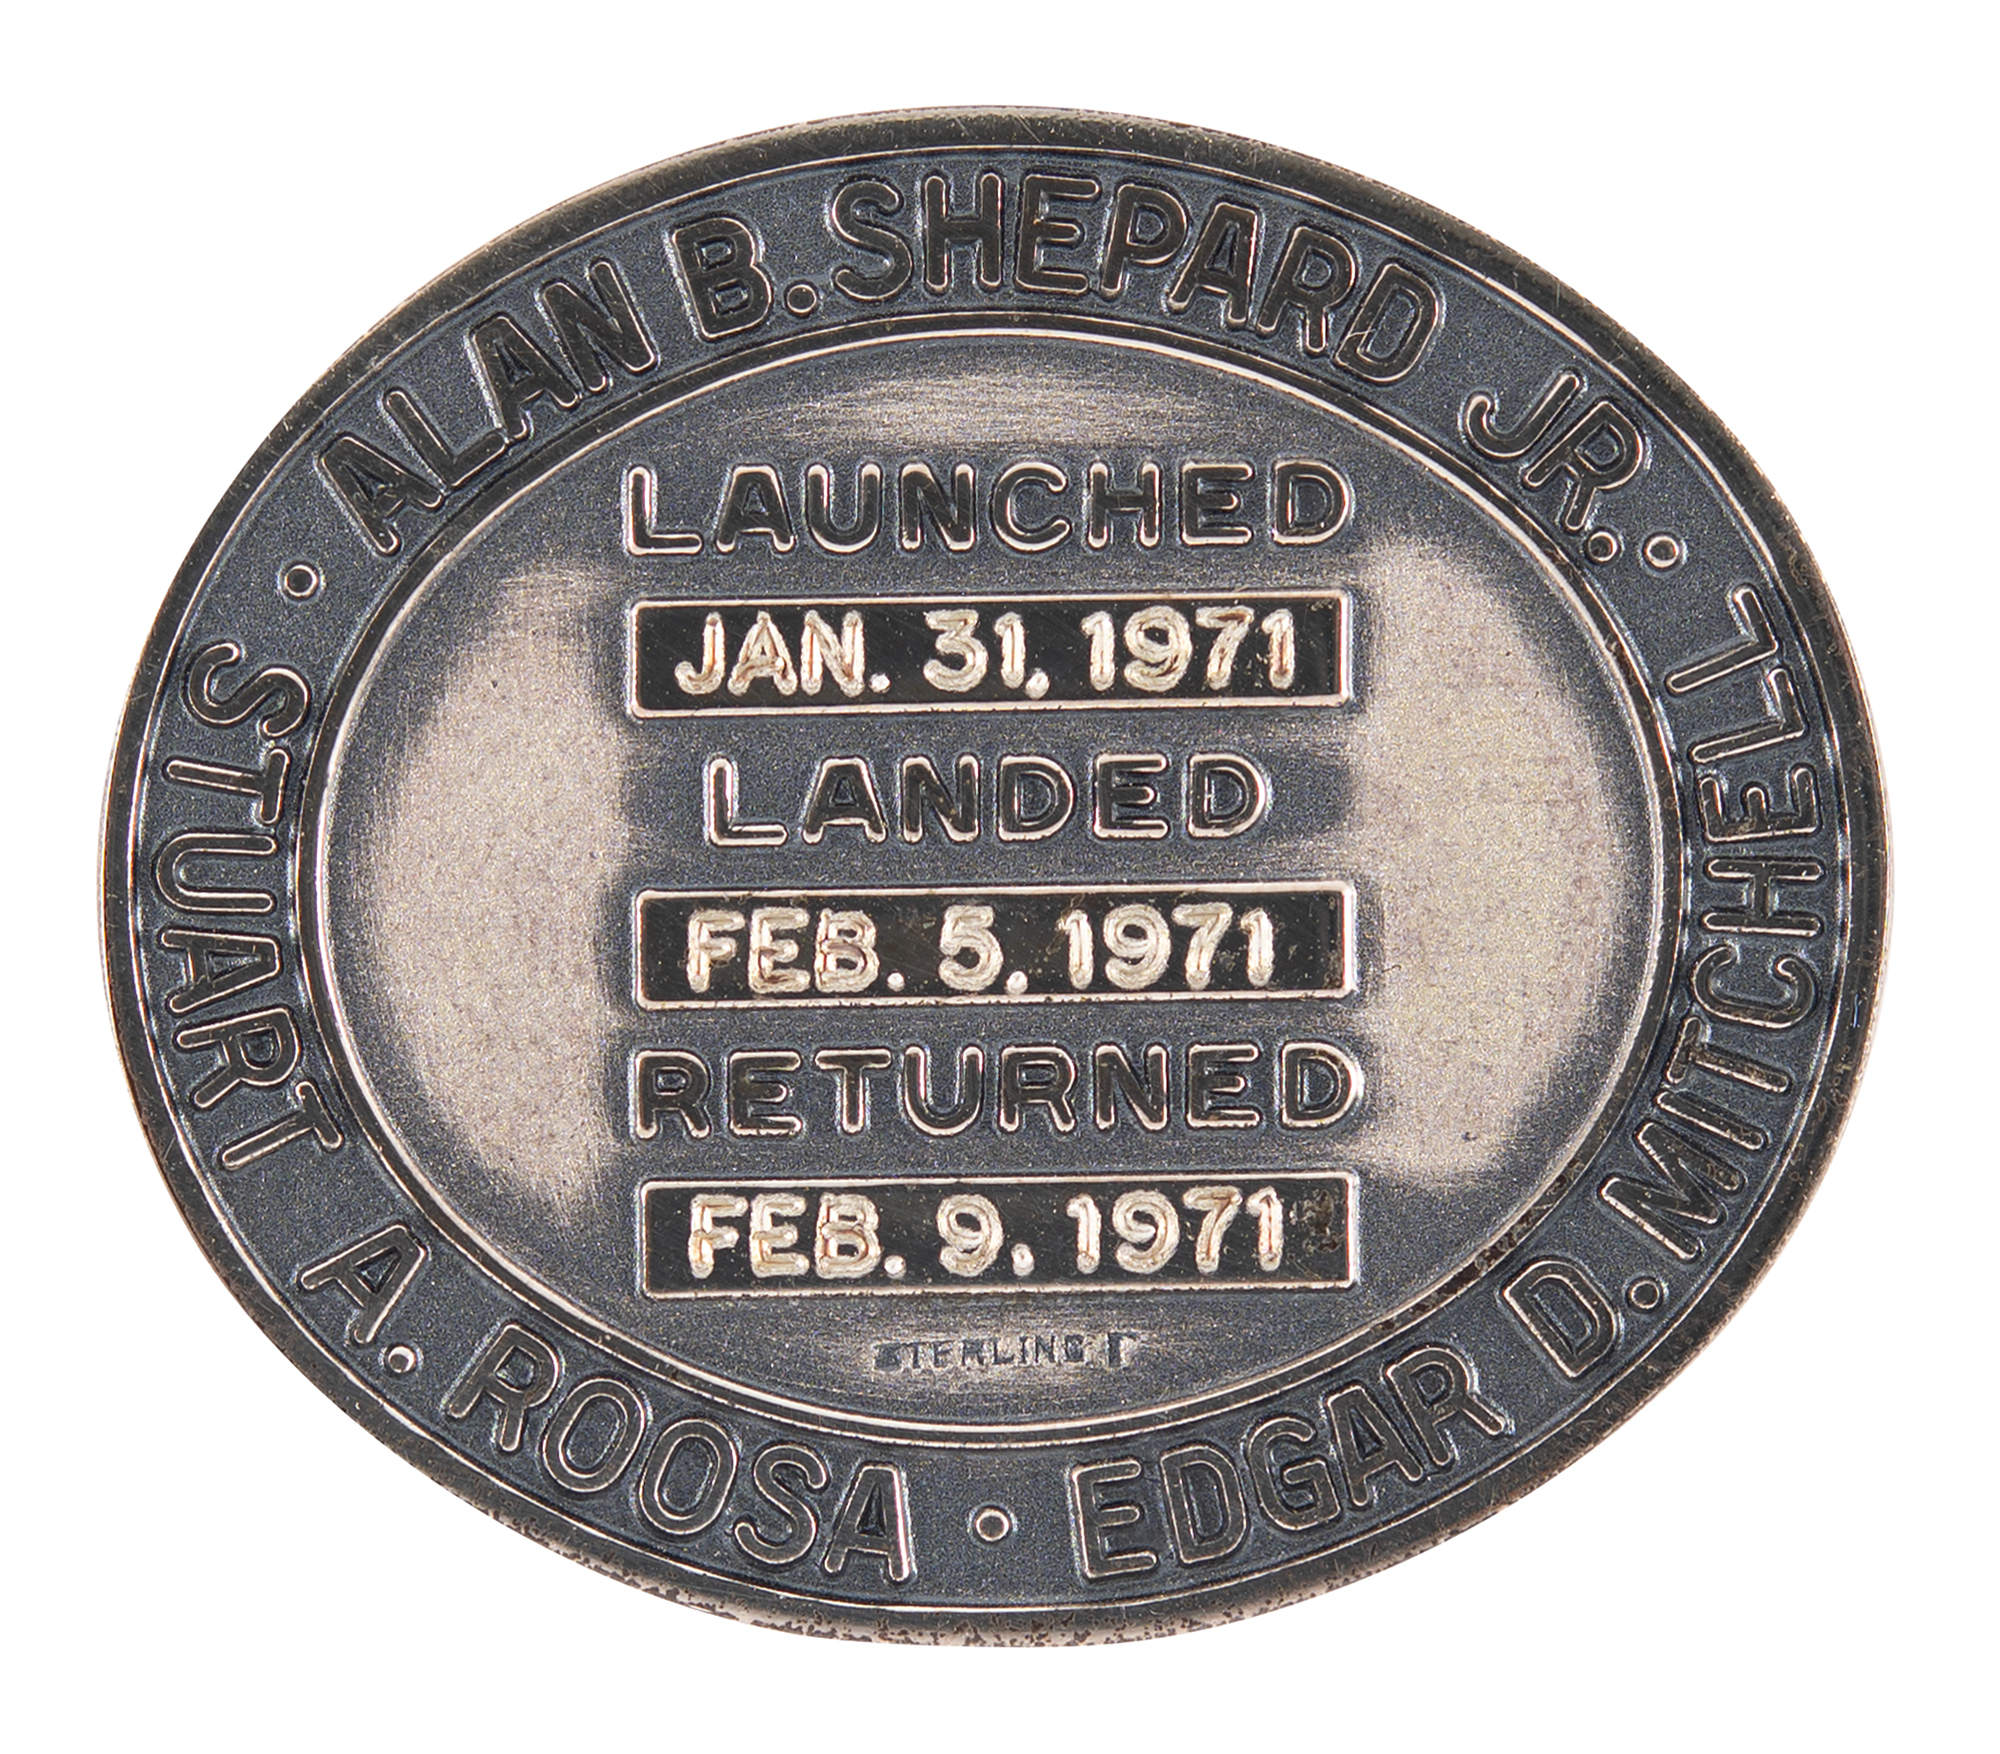 ALAN B. SHEPARD JR.
EDGAR D. MITCHELL
STUART A. ROOSA
LAUNCHED
JAN. 31, 1971
LANDED
FEB. 5, 1971
RETURNED
FEB. 9, 1971
STERLING